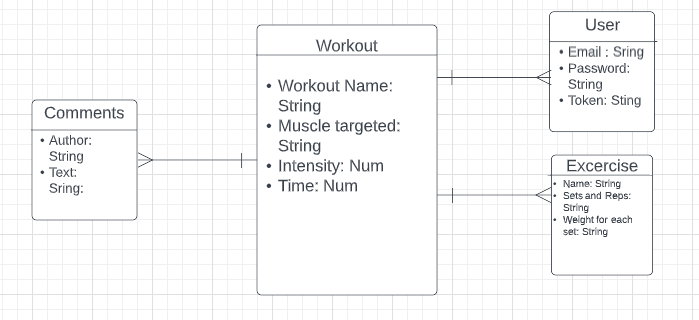 Comments
• Author:
String
• Text:
Sring:
Workout
• Workout Name:
String
• Muscle targeted:
String
• Intensity: Num
• Time: Num
User
• Email : Sring
• Password:
String
• Token: Sting
Excercise
• Name: String
• Sets and Reps:
String
• Weight for each
set: String